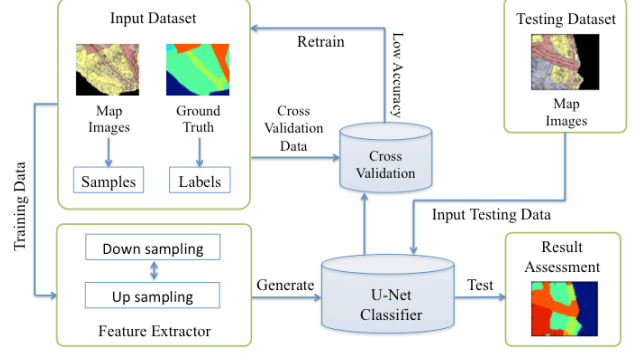 Input Dataset
Map
Images
Ground
Truth
Samples
Labels
Retrain
Low Accuracy
Cross
Validation
Data
Cross
Validation
Testing Dataset
Map
Images
Training Data
Input Testing Data
Down sampling
Up sampling
Feature Extractor
Generate
U-Net
Classifier
Test
Result
Assessment